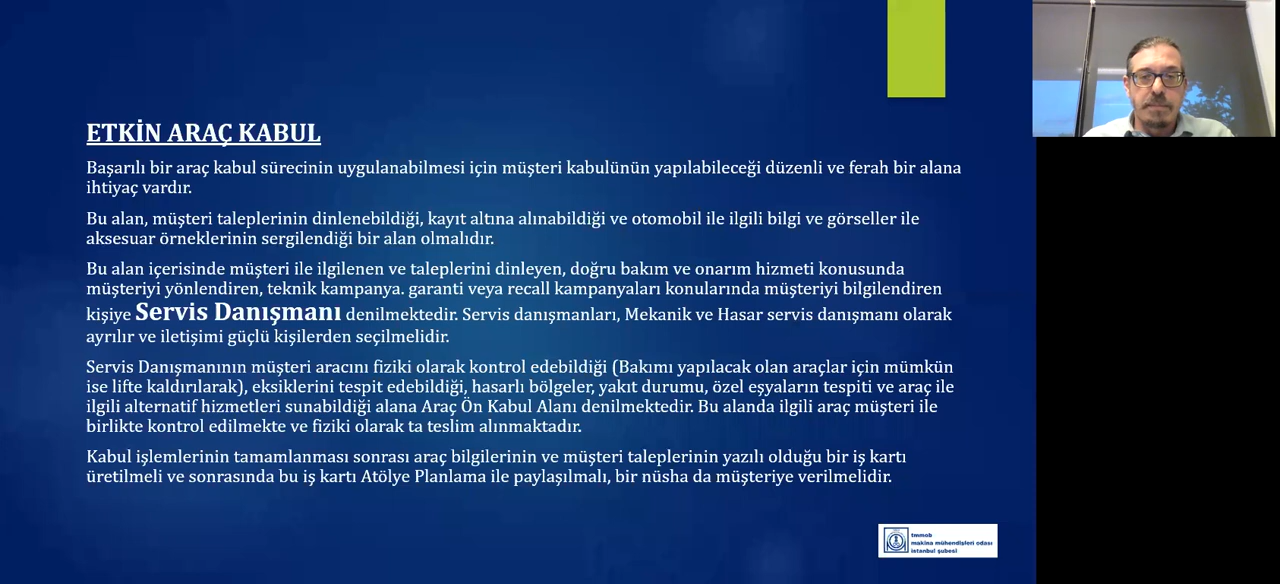 ETKİN ARAÇ KABUL
Başarılı bir araç kabul sürecinin uygulanabilmesi için müşteri kabulünün yapılabileceği düzenli ve ferah bir alana
ihtiyaç vardır.
Bu alan, müşteri taleplerinin dinlenebildiği, kayıt altına alınabildiği ve otomobil ile ilgili bilgi ve görseller ile
aksesuar örneklerinin sergilendiği bir alan olmalıdır.
Bu alan içerisinde müşteri ile ilgilenen ve taleplerini dinleyen, doğru bakım ve onarım hizmeti konusunda
müşteriyi yönlendiren, teknik kampanya. garanti veya recall kampanyaları konularında müşteriyi bilgilendiren
kişiye Servis Danışmanı denilmektedir. Servis danışmanları, Mekanik ve Hasar servis danışmanı olarak
ayrılır ve iletişimi güçlü kişilerden seçilmelidir.
Servis Danışmanının müşteri aracını fiziki olarak kontrol edebildiği (Bakımı yapılacak olan araçlar için mümkün
ise lifte kaldırılarak), eksiklerini tespit edebildiği, hasarlı bölgeler, yakıt durumu, özel eşyaların tespiti ve araç ile
ilgili alternatif hizmetleri sunabildiği alana Araç Ön Kabul Alanı denilmektedir. Bu alanda ilgili araç müşteri ile
birlikte kontrol edilmekte ve fiziki olarak ta teslim alınmaktadır.
Kabul işlemlerinin tamamlanması sonrası araç bilgilerinin ve müşteri taleplerinin yazılı olduğu bir iş kartı
üretilmeli ve sonrasında bu iş kartı Atölye Planlama ile paylaşılmalı, bir nüsha da müşteriye verilmelidir.
tmmob
makina mühendisleri odası
istanbul şubesi